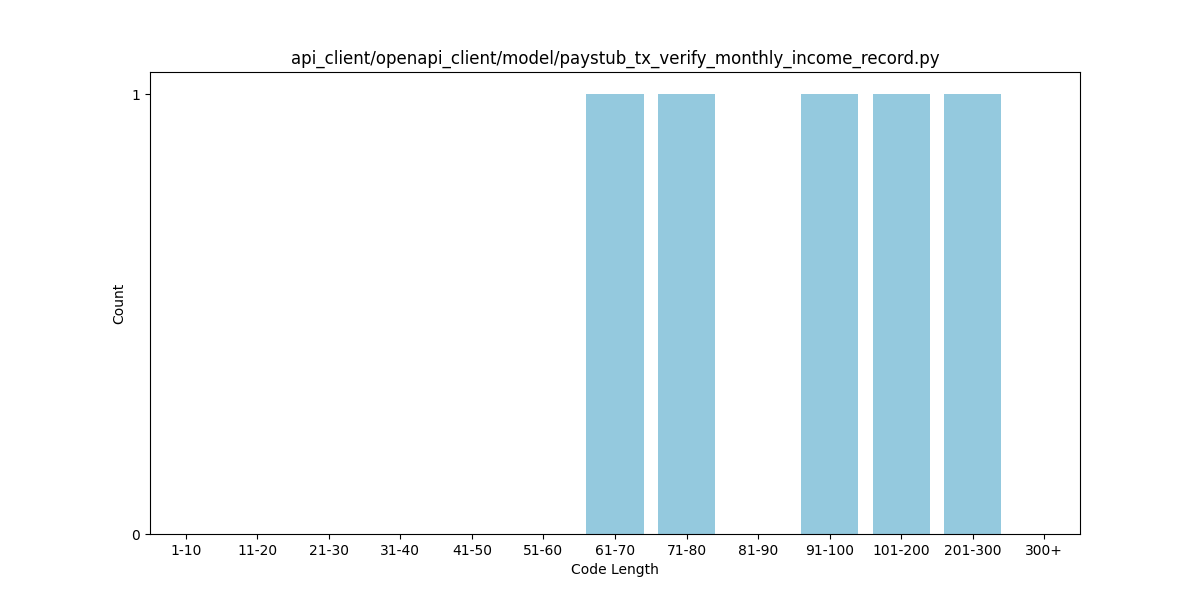 api_client/openapi_client/model/paystub_tx_verify_monthly_income_record.py
1
Count
0
1-10 11-20 21-30 31-40 41-50 51-60 61-70 71-80 81-90 91-100 101-200 201-300 300+
Code Length